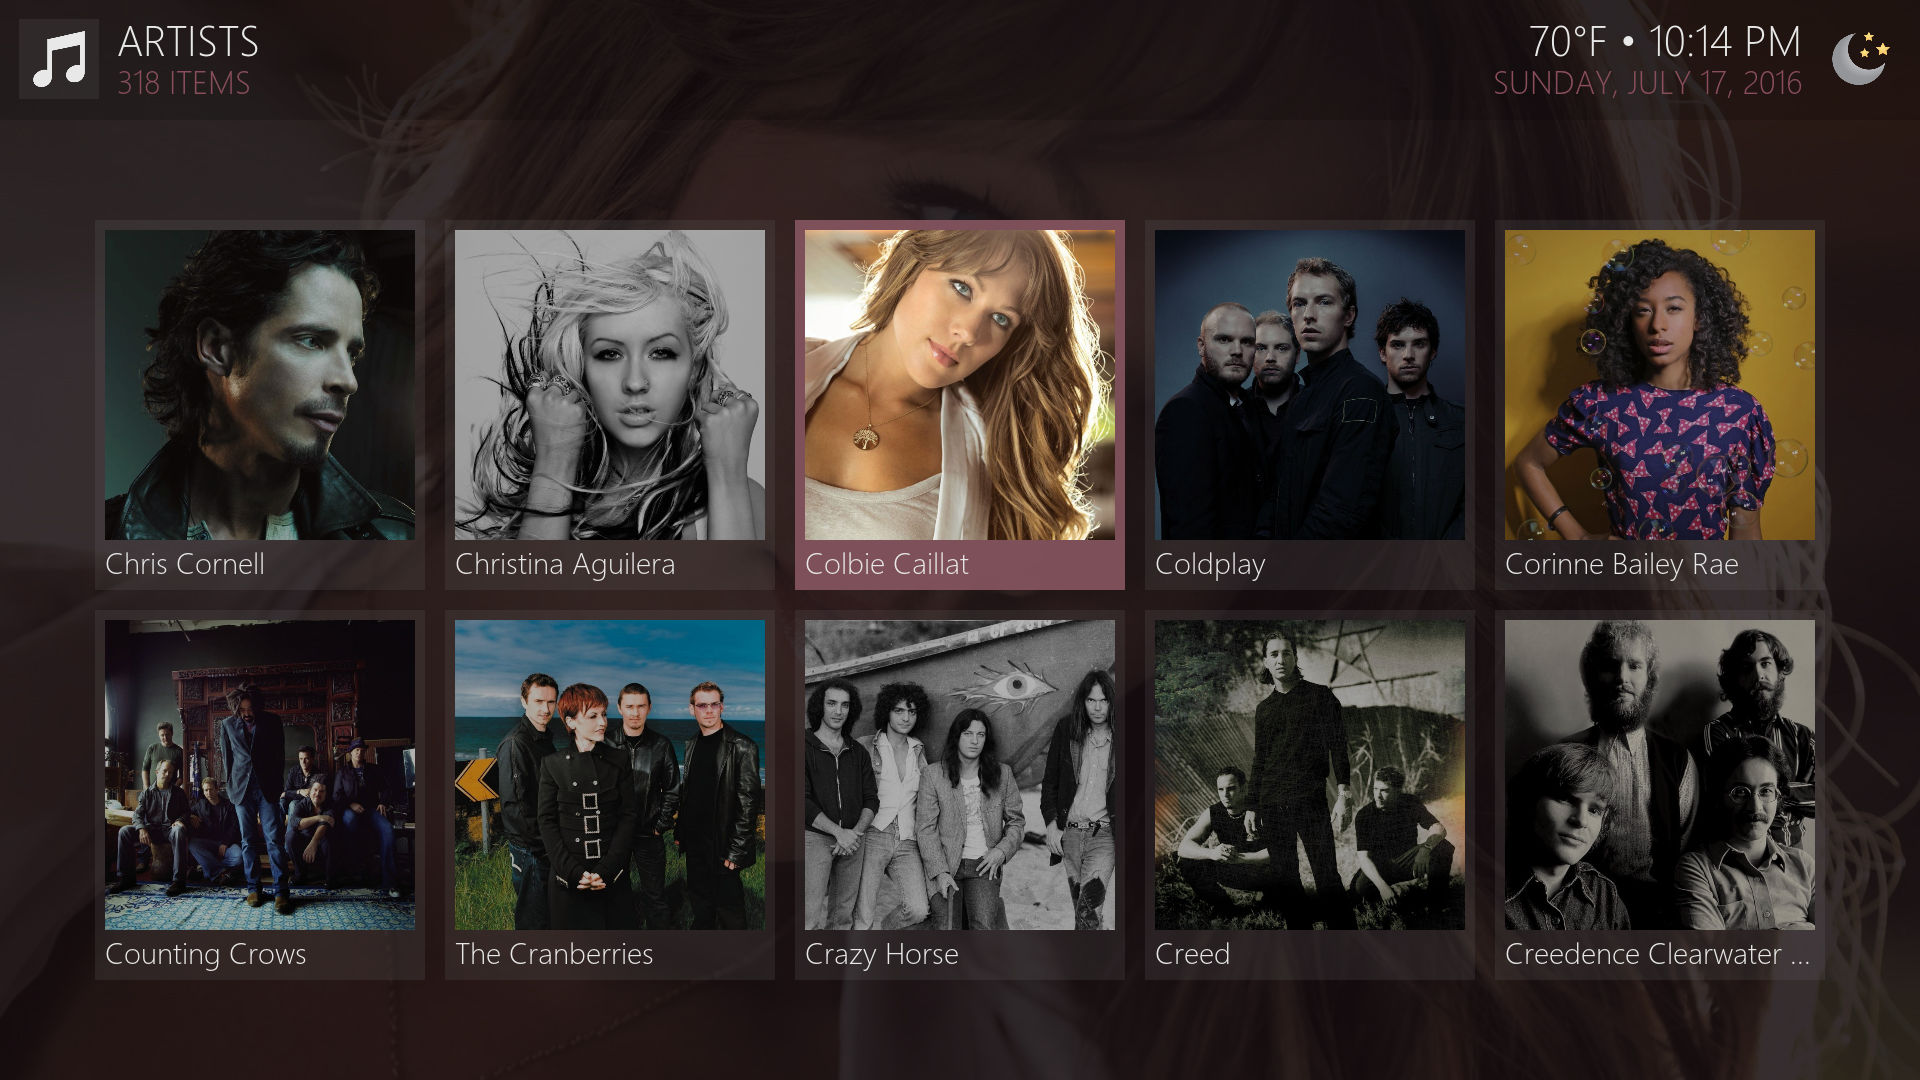 ARTISTS
318 ITEMS
70°F • 10:14 PM
SUNDAY, JULY 17, 2016
Chris Cornell
Christina Aguilera
Colbie Caillat
Coldplay
Corinne Bailey Rae
Counting Crows
The Cranberries
Crazy Horse
Creed
Creedence Clearwater ...